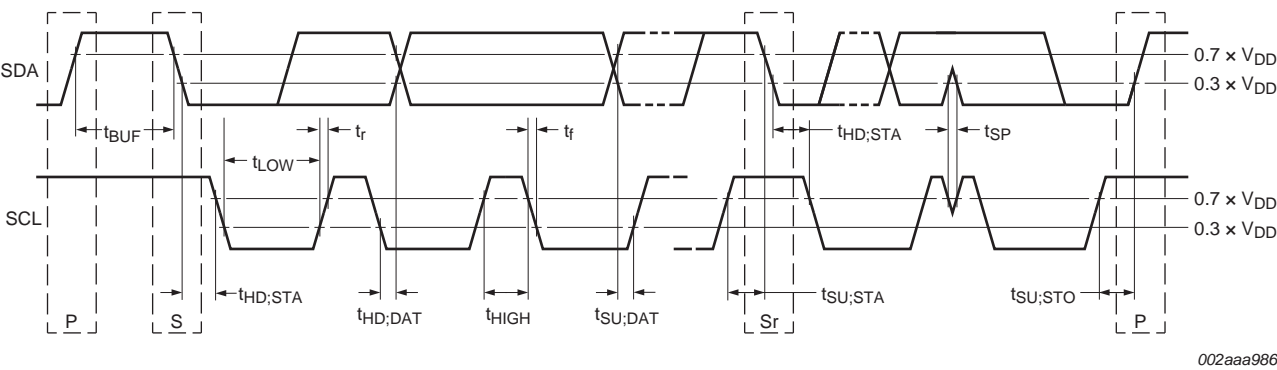 SDA
0.7 × VDD
0.3 × VDD
tBUF
tr
tf
tHD;STA
tSP
tLOW
SCL
0.7 × VDD
0.3 × VDD
tHD;STA
tHD;DAT
tHIGH
tSU;DAT
tSU;STA
tSU;STO
P
S
Sr
P
002aaa986